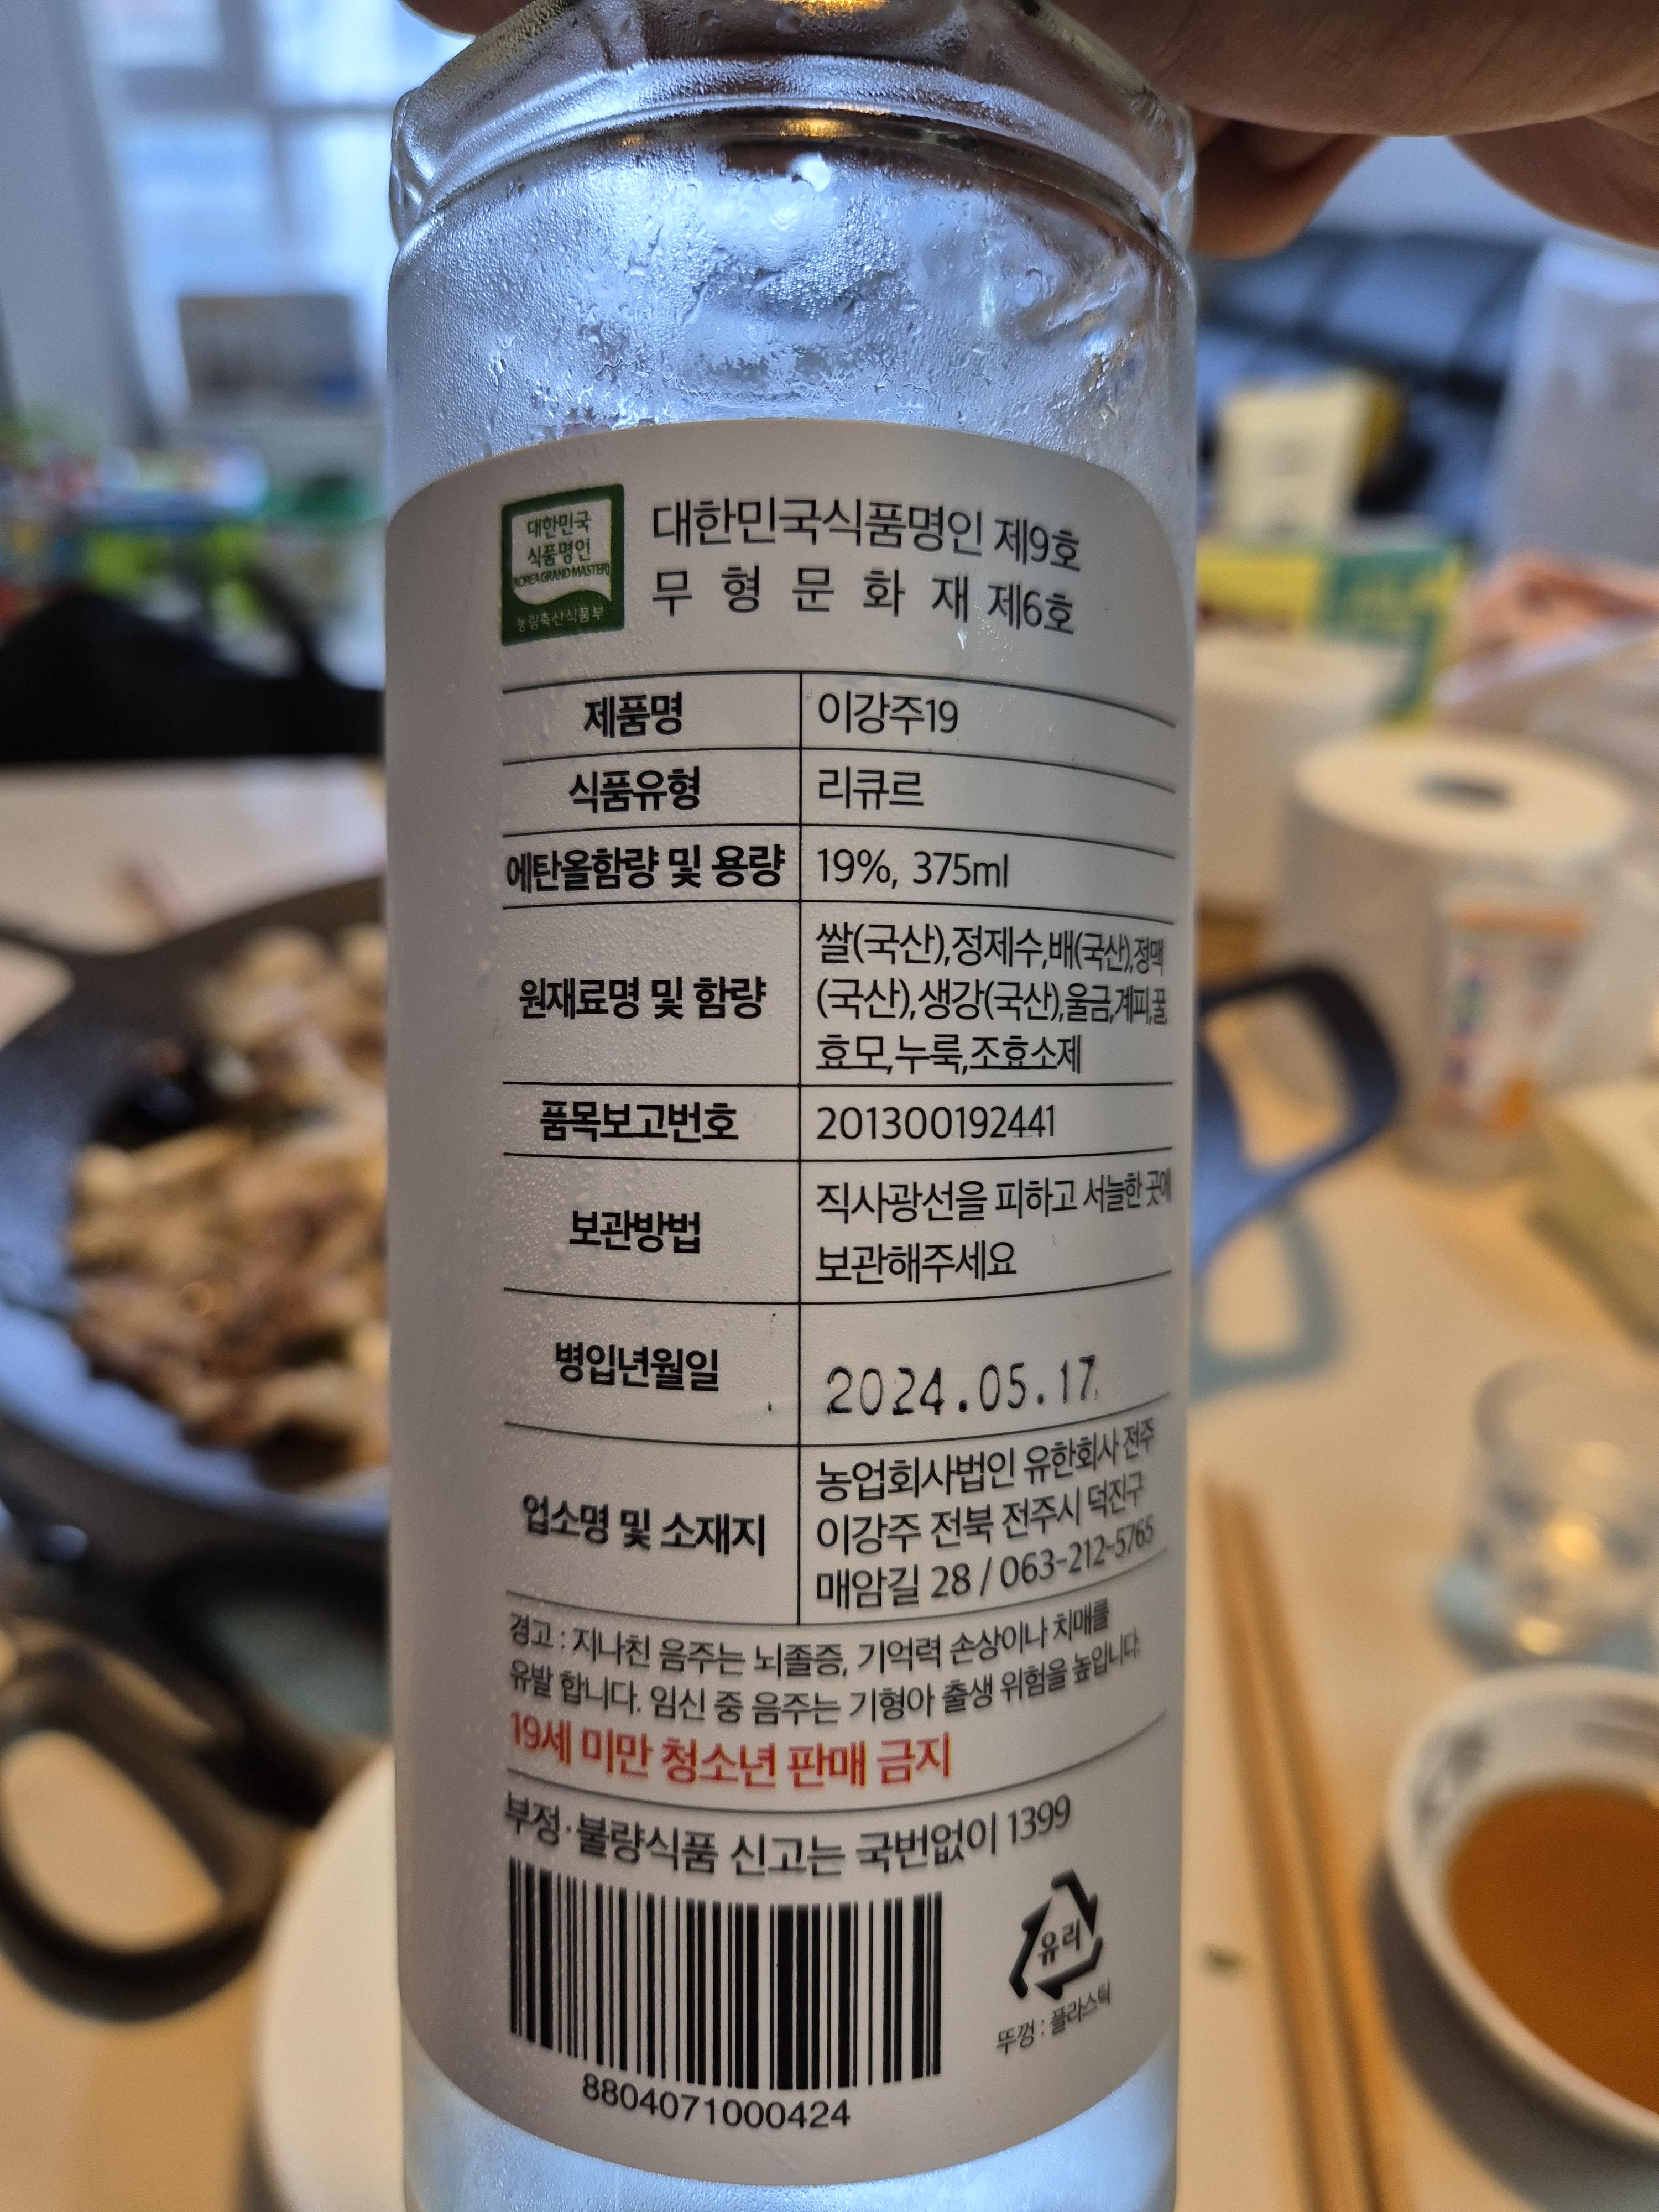 대한민국
식품명인
(KOREA GRAND MASTER)
농림축산식품부
대한민국식품명인 제9호
무 형 문 화 재 제6호
제품명 이강주19
식품유형 리큐르
에탄올함량 및 용량 19%, 375ml
원재료명 및 함량 쌀(국산),정제수,배(국산),정맥
(국산),생강(국산),울금,계피,꿀,
효모,누룩,조효소제
품목보고번호 201300192441
보관방법 직사광선을 피하고 서늘한 곳에
보관해주세요
병입년월일 2024.05.17.
업소명 및 소재지 농업회사법인 유한회사 전주
이강주 전북 전주시 덕진구
매암길 28 / 063-212-5765
경고 : 지나친 음주는 뇌졸증, 기억력 손상이나 치매를
유발 합니다. 임신 중 음주는 기형아 출생 위험을 높입니다.
19세 미만 청소년 판매 금지
부정·불량식품 신고는 국번없이 1399
유리
뚜껑 : 플라스틱
8804071000424